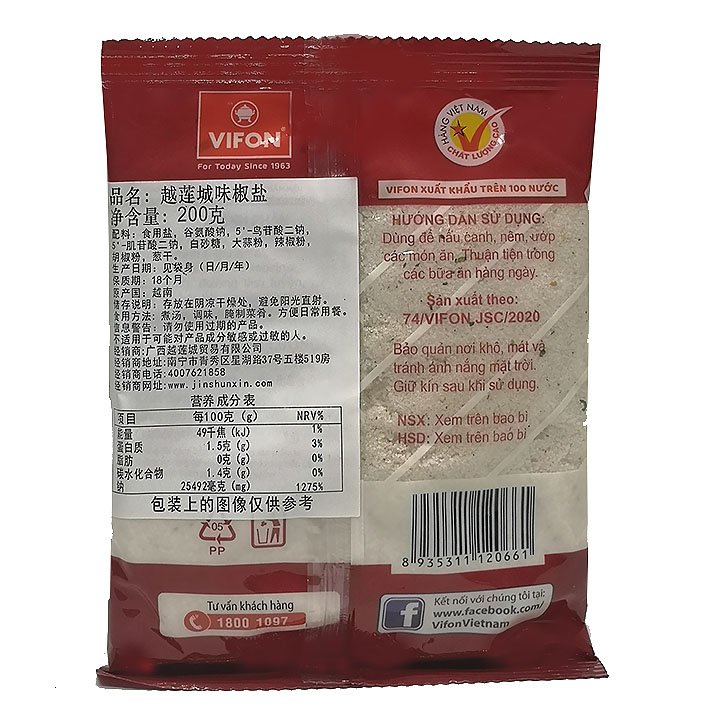 VIFON®
For Today Since 1963
品名：越莲城味椒盐
净含量：200克
配料：食用盐，谷氨酸钠，5'-鸟苷酸二钠，
5'-肌苷酸二钠，白砂糖，大蒜粉，辣椒粉，
胡椒粉，葱干。
生产日期：见袋身（日/月/年）
保质期：18个月
原产国：越南
储存说明：存放在阴凉干燥处，避免阳光直射。
食用方法：煮汤，调味，腌制菜肴。方便日常用餐。
信息警告：请勿使用过期的产品。
不适用于可能对产品成分敏感或过敏的人。
经销商：广西越莲城贸易有限公司
经销商地址：南宁市青秀区星湖路37号五楼519房
经销商电话：4007621858
经销商网址：www.jinshunxin.com
营养成分表
项目 每100克（g） NRV%
能量 49千焦（kJ） 1%
蛋白质 1.5克（g） 3%
脂肪 0克（g） 0%
碳水化合物 1.4克（g） 0%
钠 25492毫克（mg） 1275%
包装上的图像仅供参考
05
PP
Tư vấn khách hàng
1800 1097
HÀNG VIỆT NAM
CHẤT LƯỢNG CAO
VIFON XUẤT KHẨU TRÊN 100 NƯỚC
HƯỚNG DẪN SỬ DỤNG:
Dùng để nấu canh, nêm, ướp
các món ăn. Thuận tiện trong
các bữa ăn hàng ngày.
Sản xuất theo:
74/VIFON.JSC/2020
Bảo quản nơi khô, mát và
tránh ánh nắng mặt trời.
Giữ kín sau khi sử dụng.
NSX: Xem trên bao bì
HSD: Xem trên bao bì
8 935311 120661
Kết nối với chúng tôi tại:
www.facebook.com/
VifonVietnam